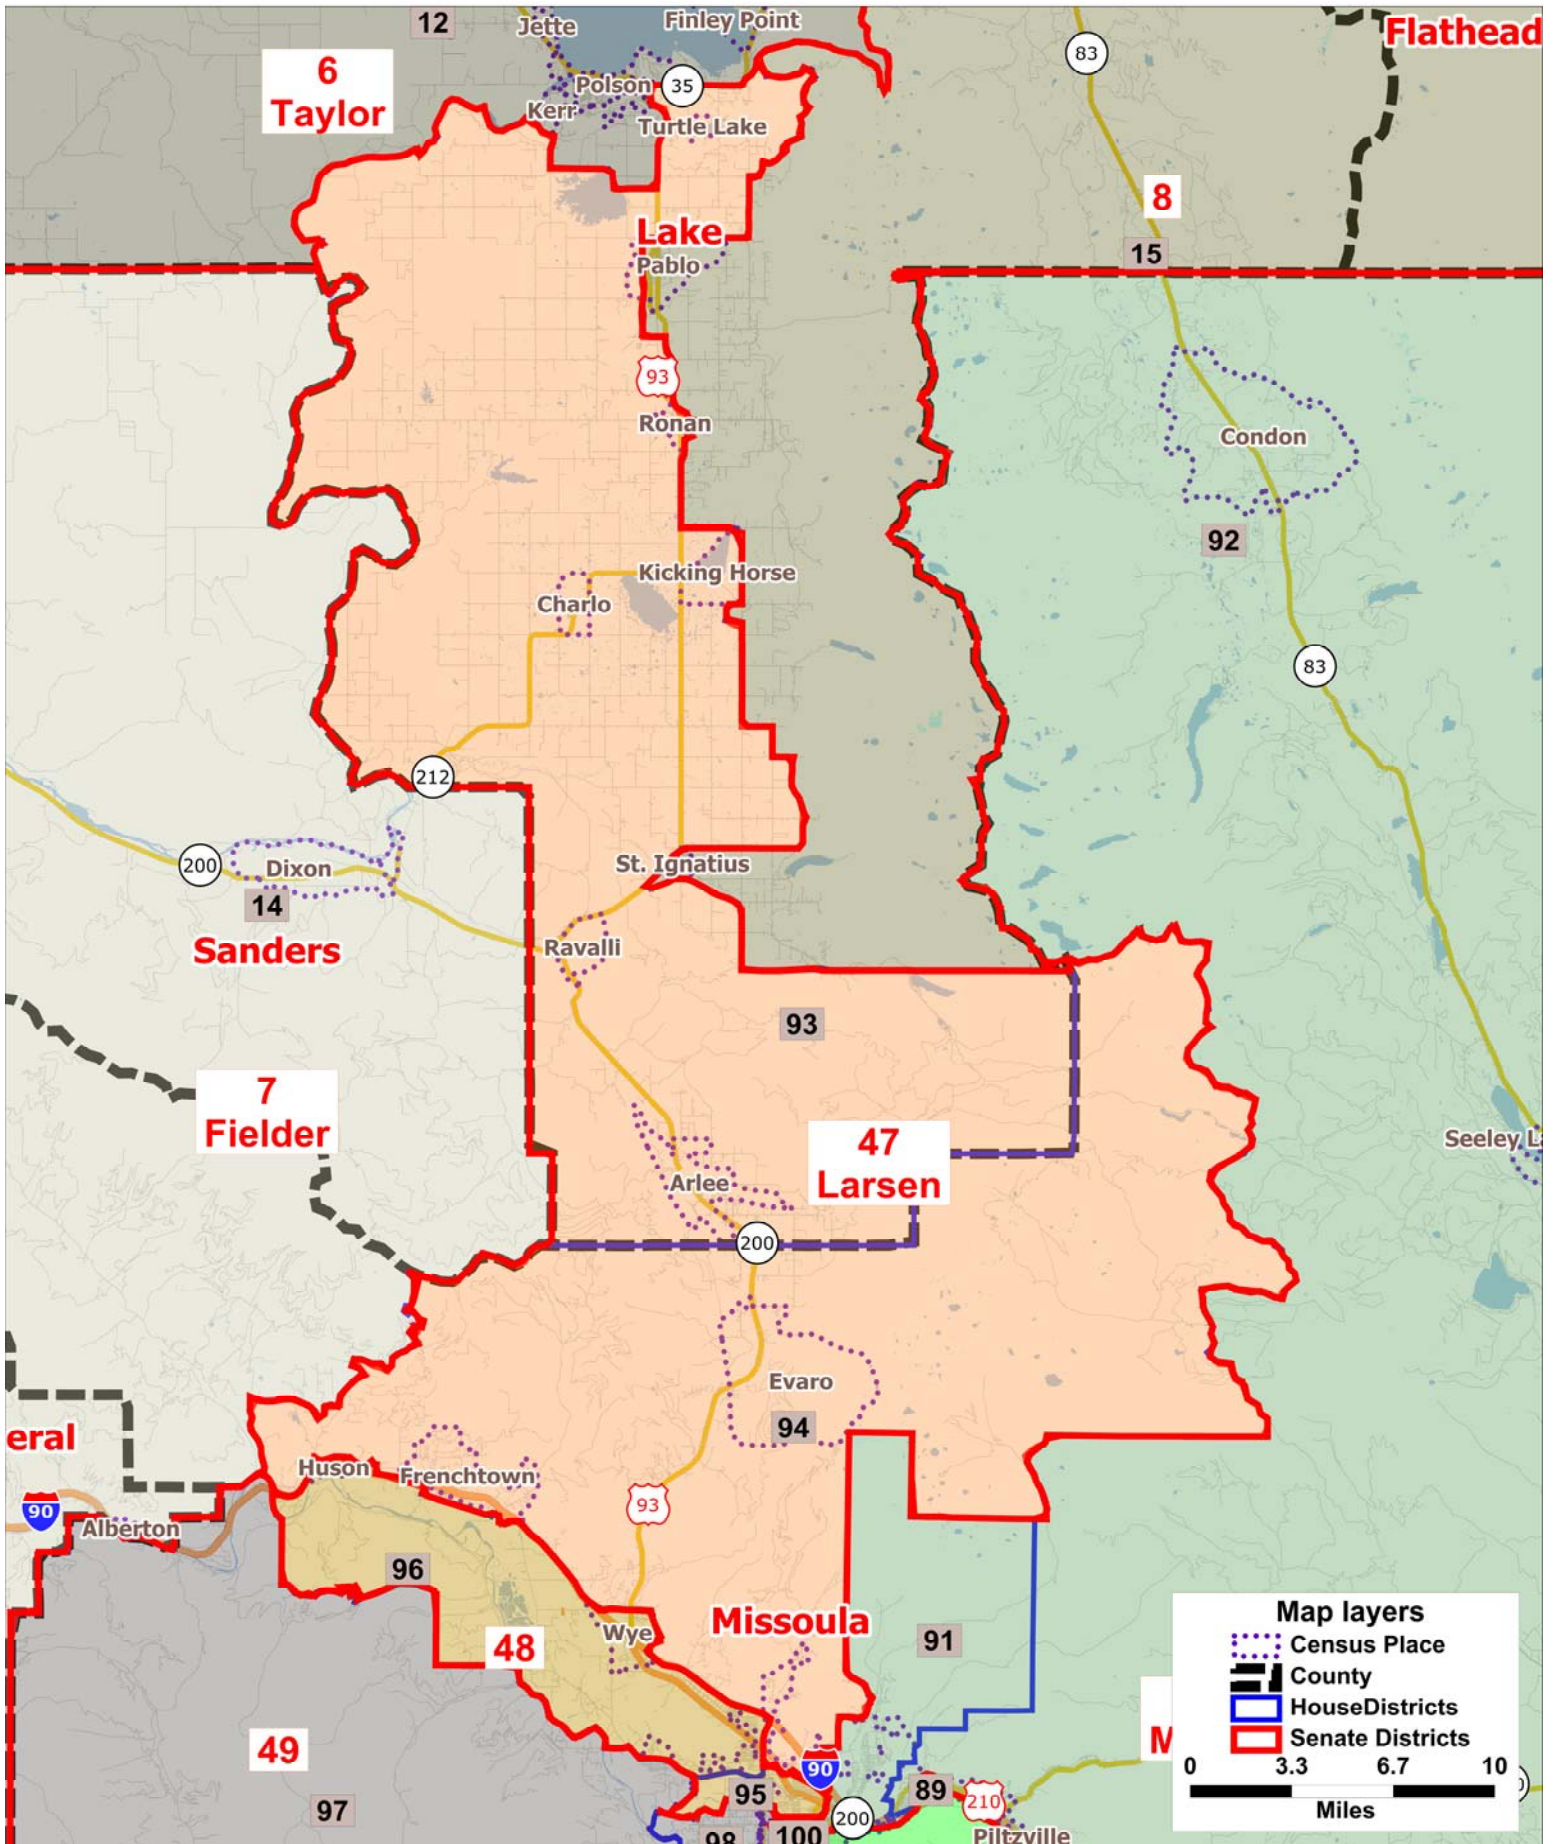 12
Jette
Finley Point
83
Flathead
6
Taylor
Polson
35
Kerr
Turtle Lake
8
Lake
15
Pablo
93
Ronan
Condon
92
Kicking Horse
Charlo
83
212
St. Ignatius
200
Dixon
14
Sanders
Ravalli
93
7
Fielder
47
Larsen
Seeley L
Arlee
200
Evaro
94
eral
Huson
Frenchtown
93
90
Alberton
96
Missoula
48
Wye
91
Map layers
Census Place
County
HouseDistricts
Senate Districts
0 3.3 6.7 10
Miles
49
M
90
97
95
89
210
200
98
100
Piltzville